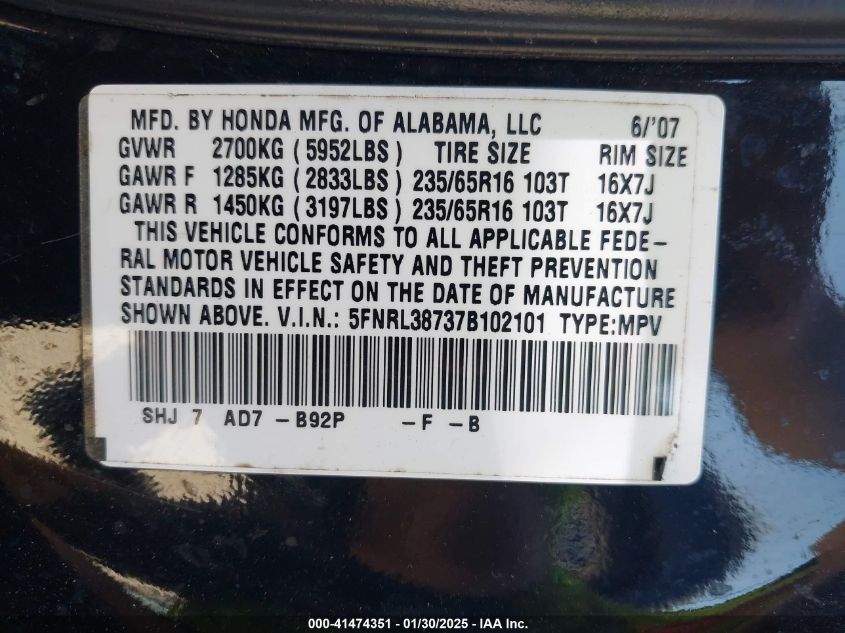 MFD. BY HONDA MFG. OF ALABAMA, LLC 6/'07
GVWR 2700KG (5952LBS) TIRE SIZE RIM SIZE
GAWR F 1285KG (2833LBS) 235/65R16 103T 16X7J
GAWR R 1450KG (3197LBS) 235/65R16 103T 16X7J
THIS VEHICLE CONFORMS TO ALL APPLICABLE FEDE-
RAL MOTOR VEHICLE SAFETY AND THEFT PREVENTION
STANDARDS IN EFFECT ON THE DATE OF MANUFACTURE
SHOWN ABOVE. V.I.N.: 5FNRL38737B102101 TYPE:MPV
SHJ 7 AD7 -B92P -F -B
000-41474351 - 01/30/2025 - IAA Inc.